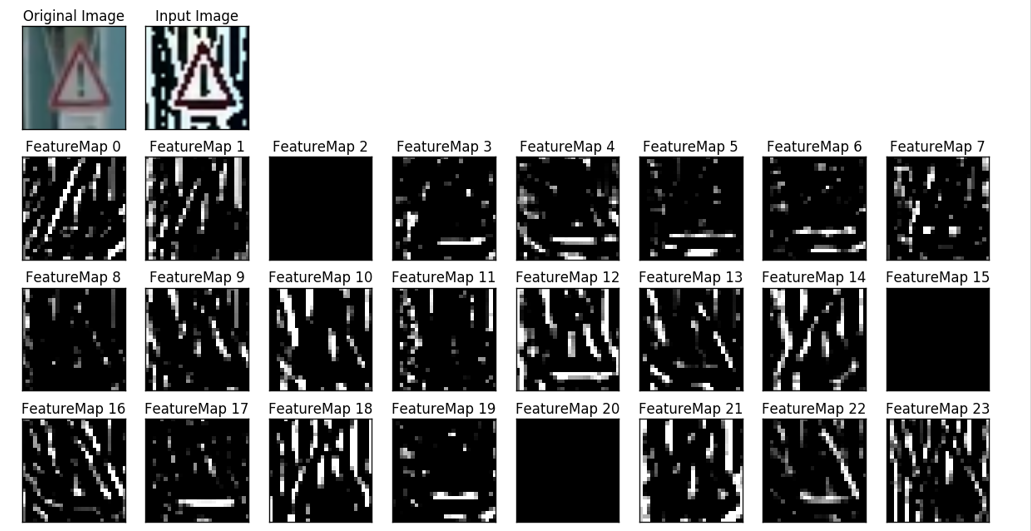 Original Image Input Image
FeatureMap 0 FeatureMap 1 FeatureMap 2 FeatureMap 3 FeatureMap 4 FeatureMap 5 FeatureMap 6 FeatureMap 7
FeatureMap 8 FeatureMap 9 FeatureMap 10 FeatureMap 11 FeatureMap 12 FeatureMap 13 FeatureMap 14 FeatureMap 15
FeatureMap 16 FeatureMap 17 FeatureMap 18 FeatureMap 19 FeatureMap 20 FeatureMap 21 FeatureMap 22 FeatureMap 23